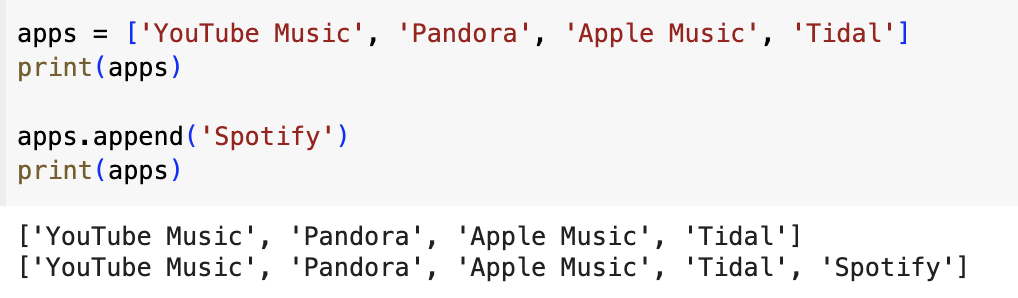 apps = ['YouTube Music', 'Pandora', 'Apple Music', 'Tidal']
print(apps)
apps.append('Spotify')
print(apps)
['YouTube Music', 'Pandora', 'Apple Music', 'Tidal']
['YouTube Music', 'Pandora', 'Apple Music', 'Tidal', 'Spotify']